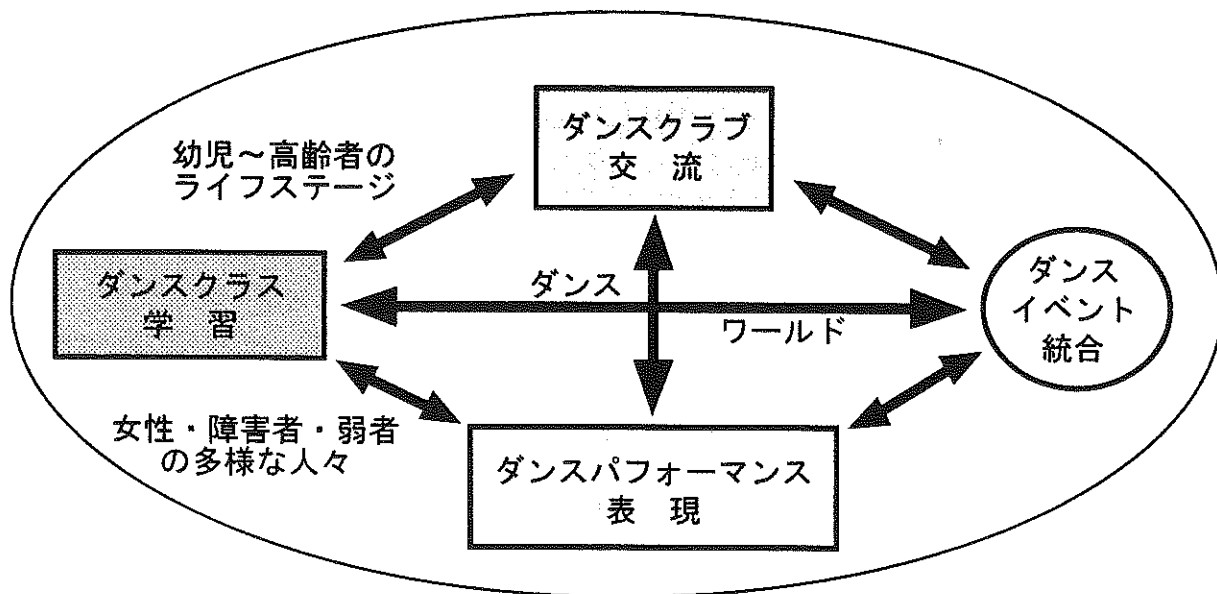 ダンスクラブ
交　流
幼児～高齢者の
ライフステージ
ダンスクラス
学　習
ダンス
ワールド
ダンス
イベント
統合
女性・障害者・弱者
の多様な人々
ダンスパフォーマンス
表　現